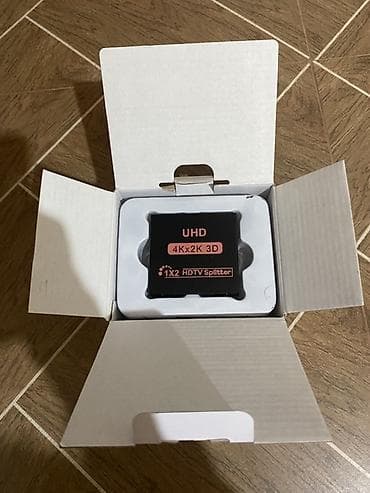 UHD
4Kx2K 3D
1X2 HDTV Splitter